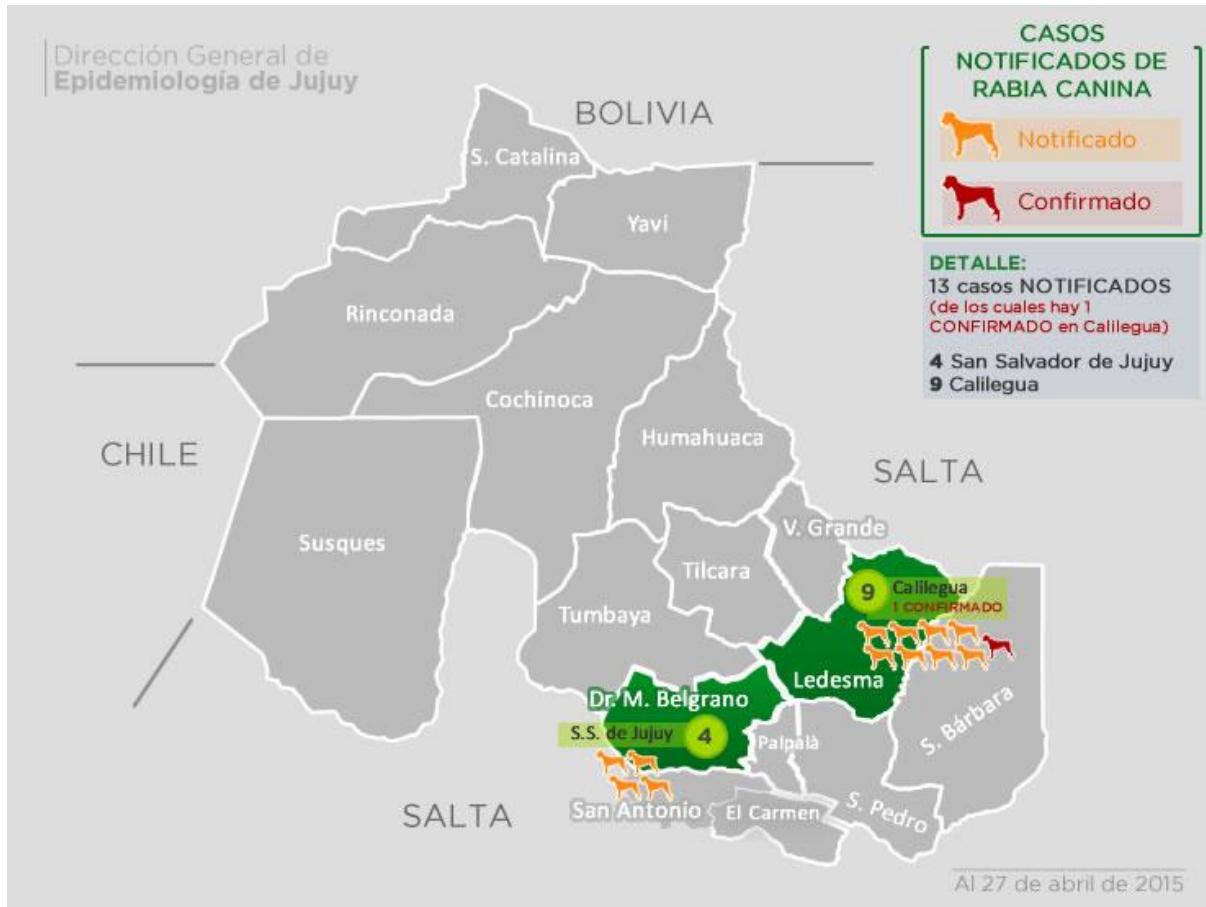 Dirección General de
Epidemiología de Jujuy
CASOS
NOTIFICADOS DE
RABIA CANINA
Notificado
Confirmado
DETALLE:
13 casos NOTIFICADOS
(de los cuales hay 1
CONFIRMADO en Calilegua)
4 San Salvador de Jujuy
9 Calilegua
BOLIVIA
S. Catalina
Yavi
Rinconada
Cochinoca
Humahuaca
CHILE
SALTA
Susques
V. Grande
Tilcara
Tumbaya
9 Calilegua
1 CONFIRMADO
Ledesma
Dr. M. Belgrano
S.S. de Jujuy 4
Palpalà
S. Bárbara
SALTA
San Antonio
El Carmen
S. Pedro
Al 27 de abril de 2015